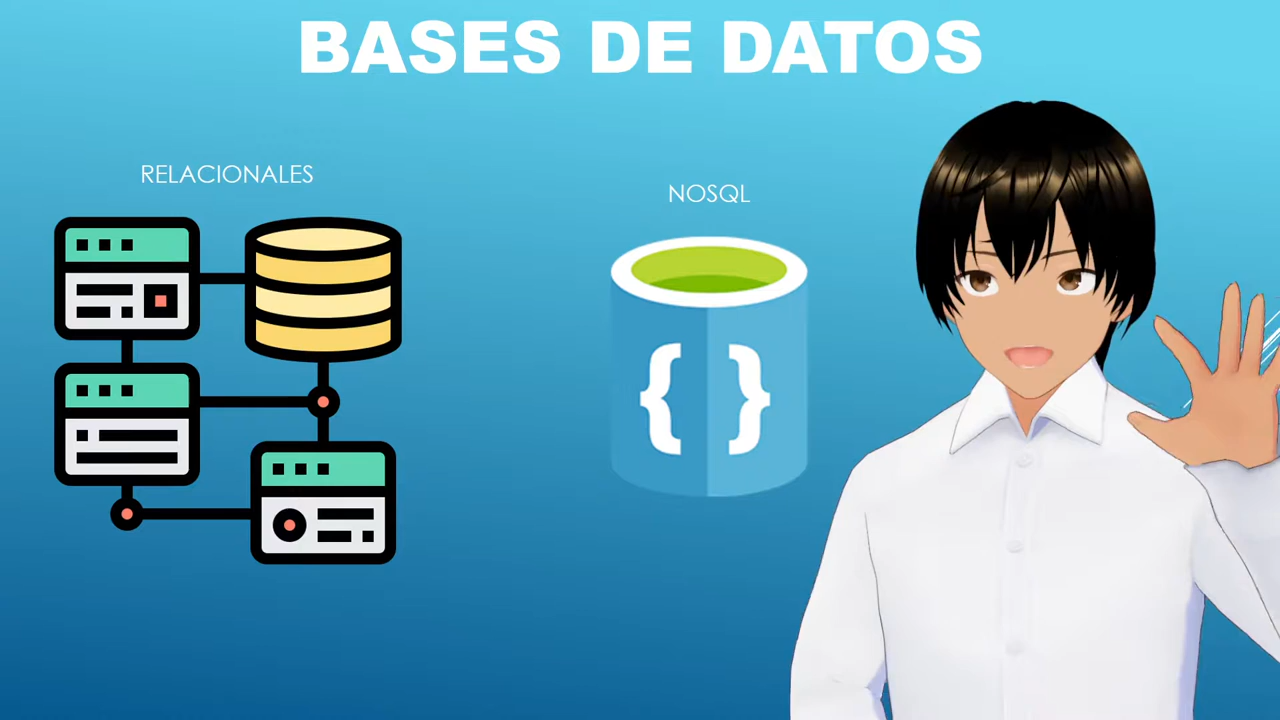 BASES DE DATOS
RELACIONALES
NOSQL
{ }